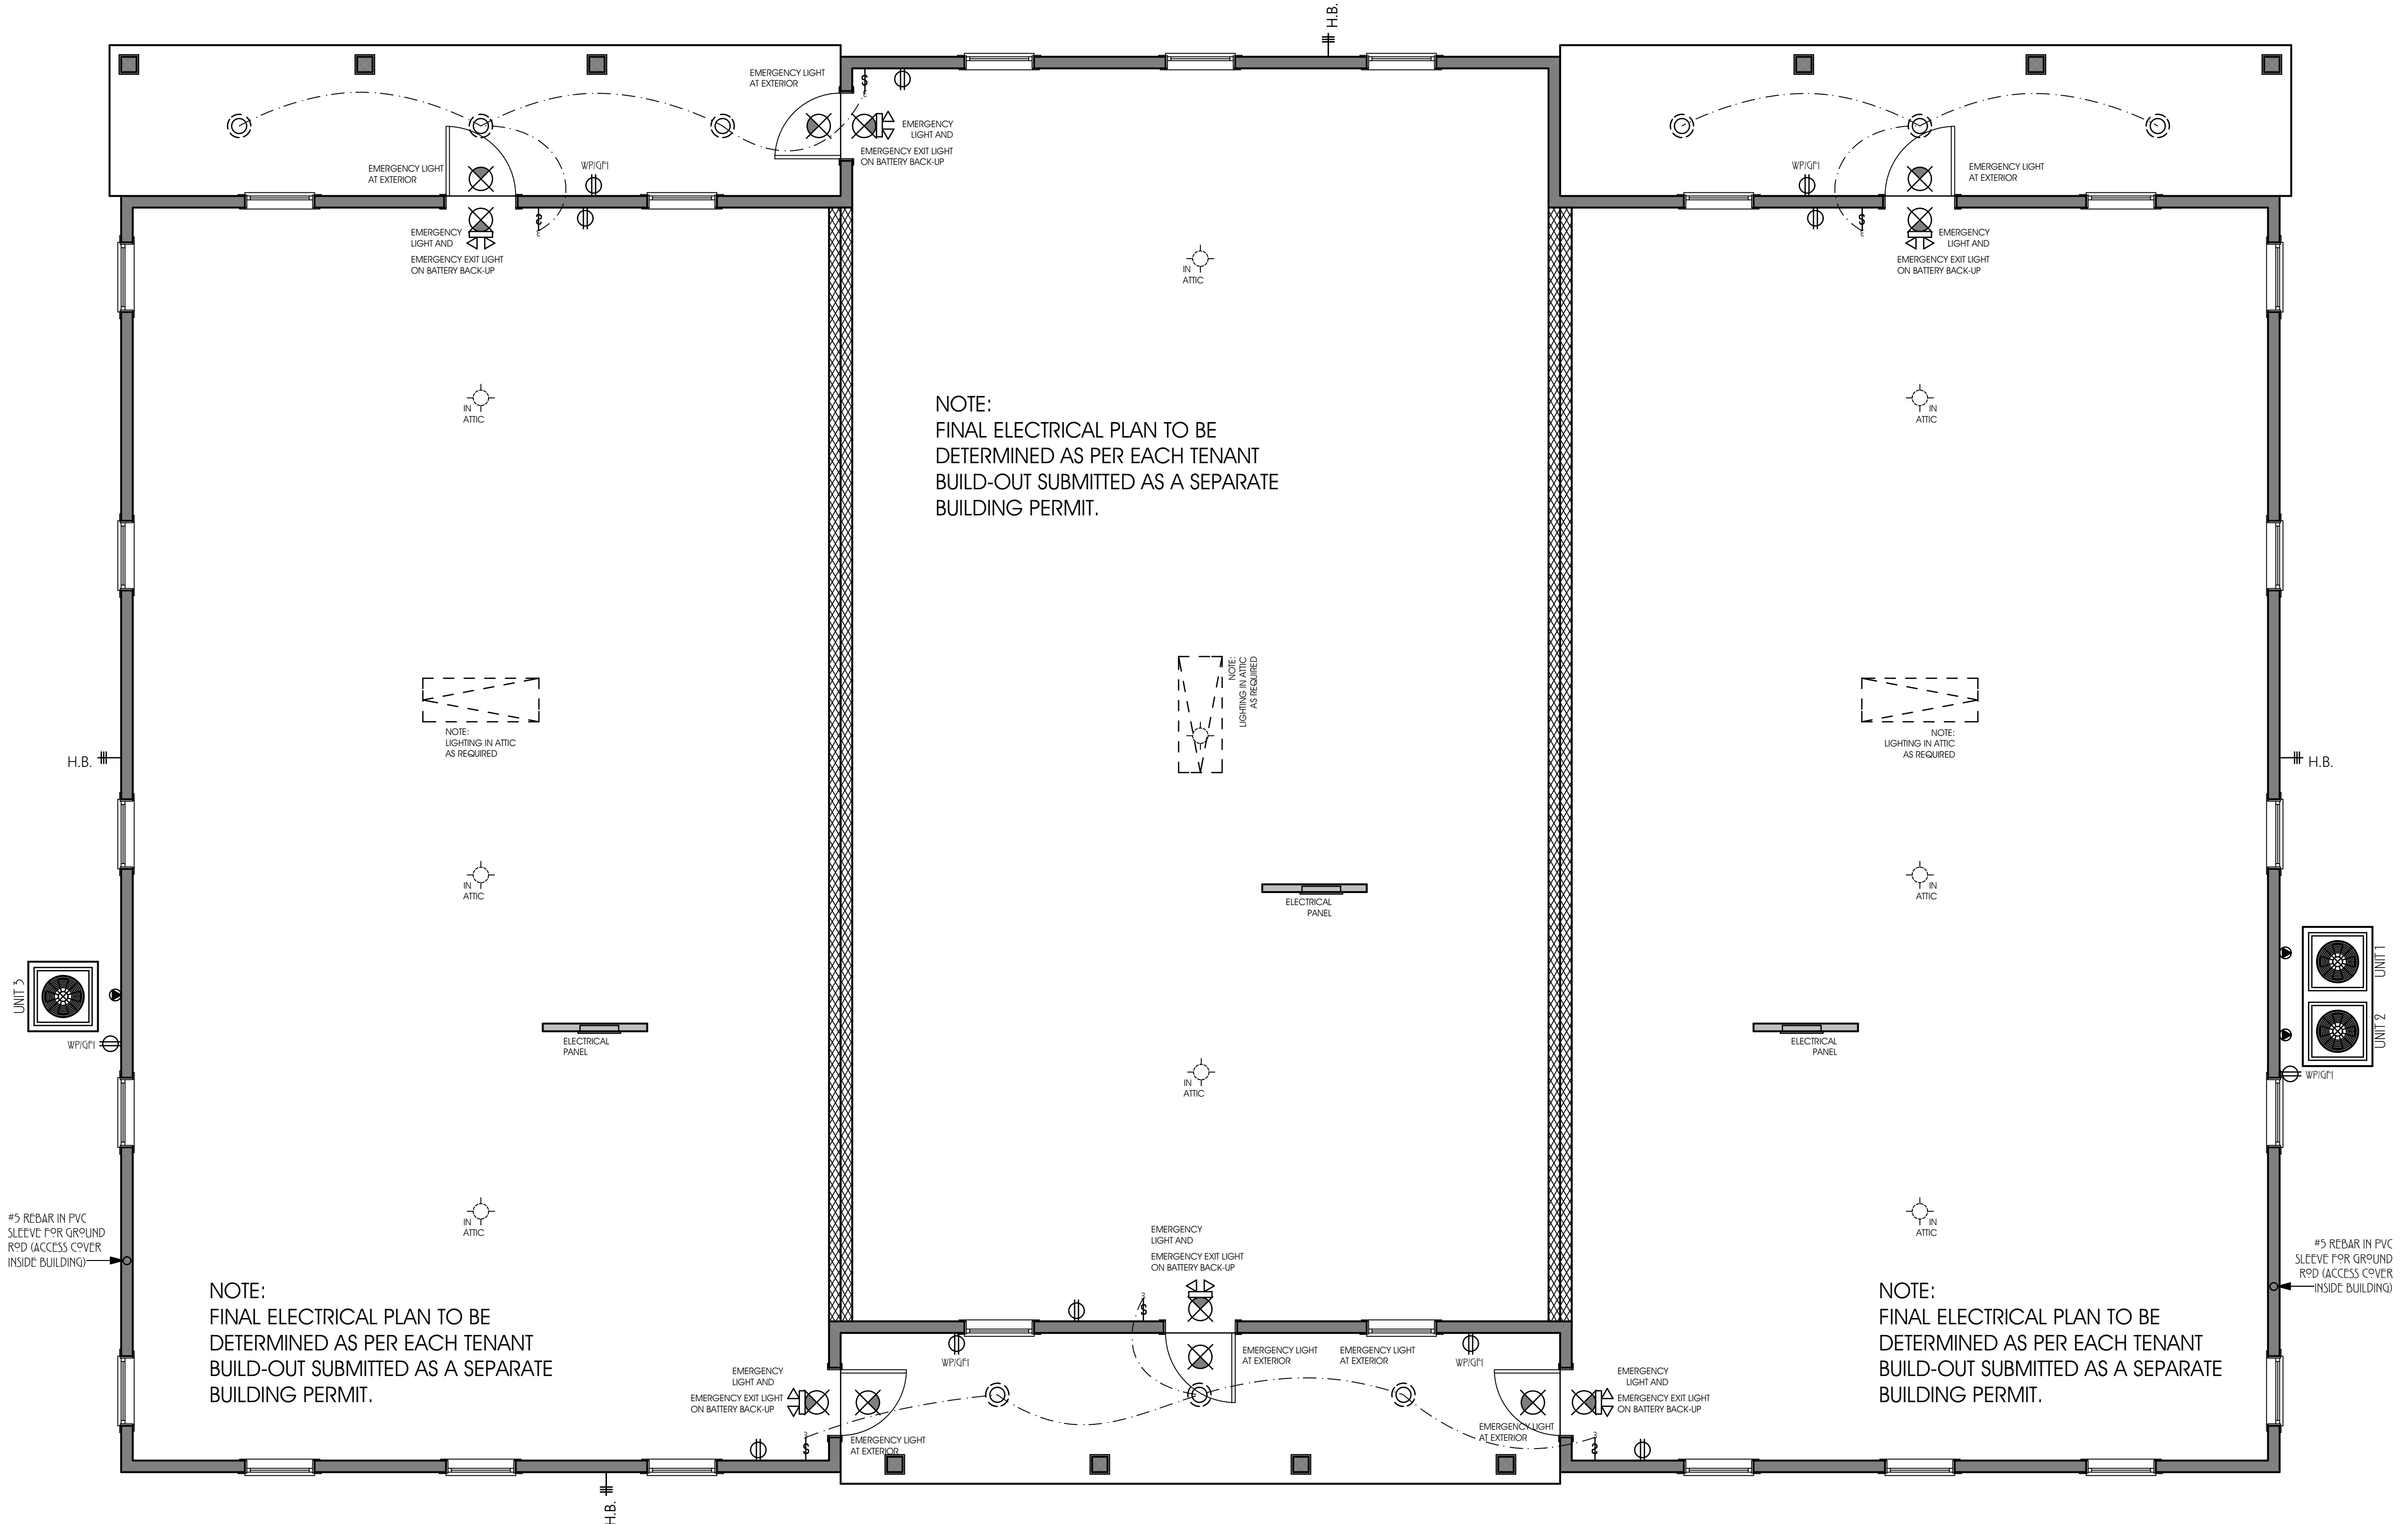 H.B.
EMERGENCY LIGHT
AT EXTERIOR
EMERGENCY
LIGHT AND
EMERGENCY EXIT LIGHT
ON BATTERY BACK-UP
EMERGENCY LIGHT
AT EXTERIOR
WP/GFI
EMERGENCY
LIGHT AND
EMERGENCY EXIT LIGHT
ON BATTERY BACK-UP
WP/GFI
EMERGENCY LIGHT
AT EXTERIOR
EMERGENCY
LIGHT AND
EMERGENCY EXIT LIGHT
ON BATTERY BACK-UP
IN
ATTIC
IN
ATTIC
IN
ATTIC
NOTE:
FINAL ELECTRICAL PLAN TO BE
DETERMINED AS PER EACH TENANT
BUILD-OUT SUBMITTED AS A SEPARATE
BUILDING PERMIT.
NOTE:
LIGHTING IN ATTIC
AS REQUIRED
NOTE:
LIGHTING IN ATTIC
AS REQUIRED
NOTE:
LIGHTING IN ATTIC
AS REQUIRED
H.B.
H.B.
IN
ATTIC
IN
ATTIC
ELECTRICAL
PANEL
UNIT 3
WP/GFI
ELECTRICAL
PANEL
ELECTRICAL
PANEL
UNIT 1
UNIT 2
WP/GFI
IN
ATTIC
IN
ATTIC
IN
ATTIC
#5 REBAR IN PVC
SLEEVE FOR GROUND
ROD (ACCESS COVER
INSIDE BUILDING)
#5 REBAR IN PVC
SLEEVE FOR GROUND
ROD (ACCESS COVER
INSIDE BUILDING)
EMERGENCY
LIGHT AND
EMERGENCY EXIT LIGHT
ON BATTERY BACK-UP
NOTE:
FINAL ELECTRICAL PLAN TO BE
DETERMINED AS PER EACH TENANT
BUILD-OUT SUBMITTED AS A SEPARATE
BUILDING PERMIT.
NOTE:
FINAL ELECTRICAL PLAN TO BE
DETERMINED AS PER EACH TENANT
BUILD-OUT SUBMITTED AS A SEPARATE
BUILDING PERMIT.
WP/GFI
EMERGENCY LIGHT
AT EXTERIOR
EMERGENCY LIGHT
AT EXTERIOR
WP/GFI
EMERGENCY
LIGHT AND
EMERGENCY EXIT LIGHT
ON BATTERY BACK-UP
EMERGENCY
LIGHT AND
EMERGENCY EXIT LIGHT
ON BATTERY BACK-UP
EMERGENCY LIGHT
AT EXTERIOR
EMERGENCY LIGHT
AT EXTERIOR
H.B.